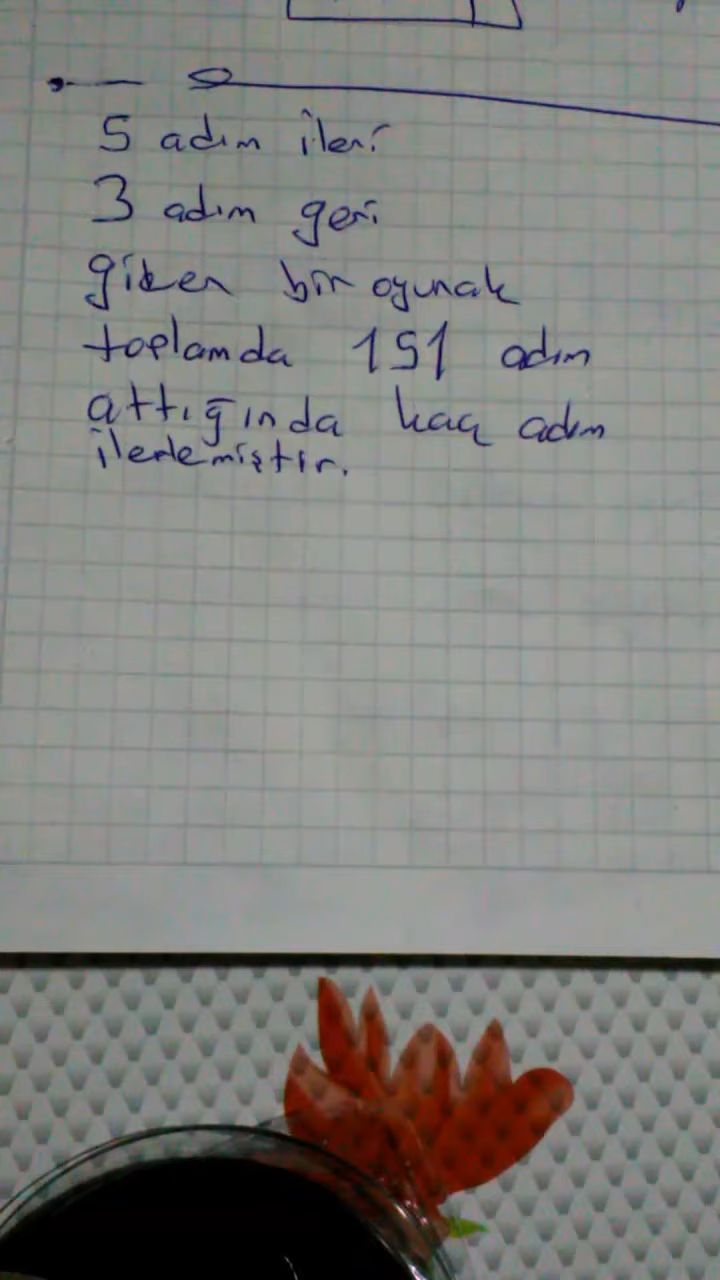 5 adım ileri
3 adım geri
giden bir oyuncak
toplamda 151 adım
attığında kaç adım
ilerlemiştir.